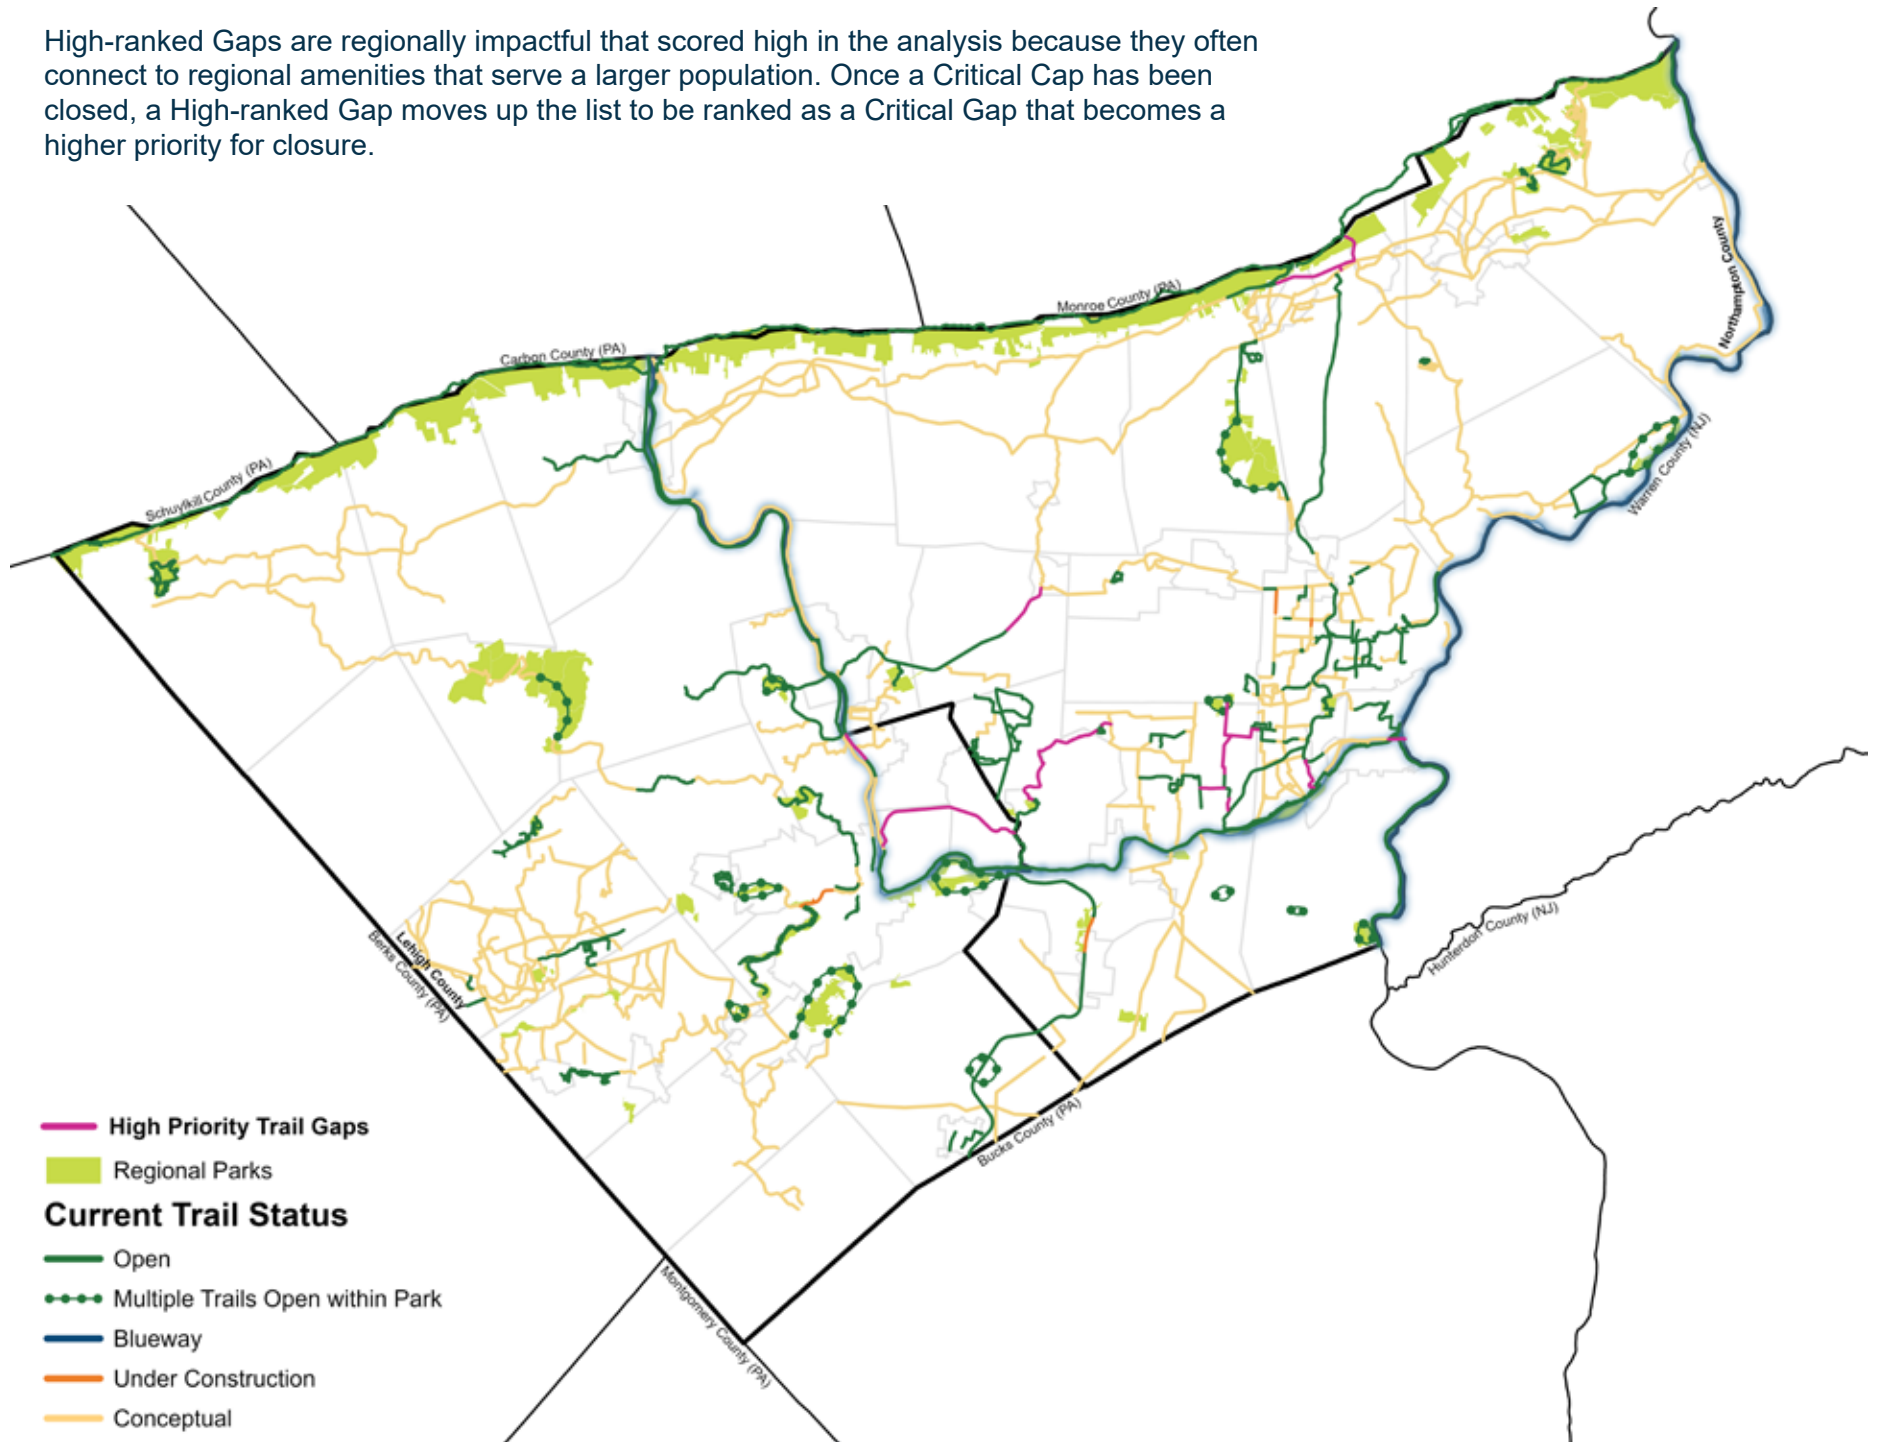 High-ranked Gaps are regionally impactful that scored high in the analysis because they often
connect to regional amenities that serve a larger population. Once a Critical Cap has been
closed, a High-ranked Gap moves up the list to be ranked as a Critical Gap that becomes a
higher priority for closure.
Northampton County
Monroe County (PA)
Carbon County (PA)
Schuylkill County (PA)
Warren County (NJ)
Hunterdon County (NJ)
Lehigh County
Berks County (PA)
Bucks County (PA)
Montgomery County (PA)
High Priority Trail Gaps
Regional Parks
Current Trail Status
Open
Multiple Trails Open within Park
Blueway
Under Construction
Conceptual